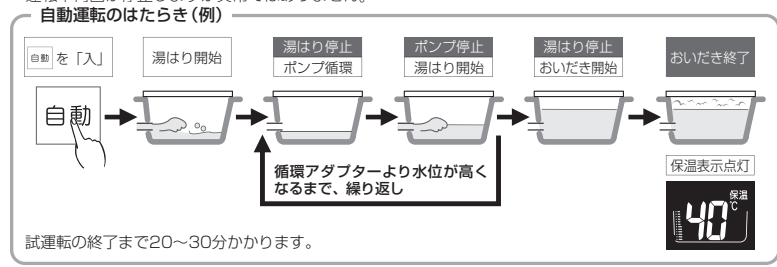 自動運転のはたらき(例)
自動 を「入」
湯はり開始
湯はり停止
ポンプ循環
ポンプ停止
湯はり開始
湯はり停止
おいだき開始
おいだき終了
自動
循環アダプターより水位が高く
なるまで、繰り返し
保温表示点灯
保温
40℃
試運転の終了まで20〜30分かかります。